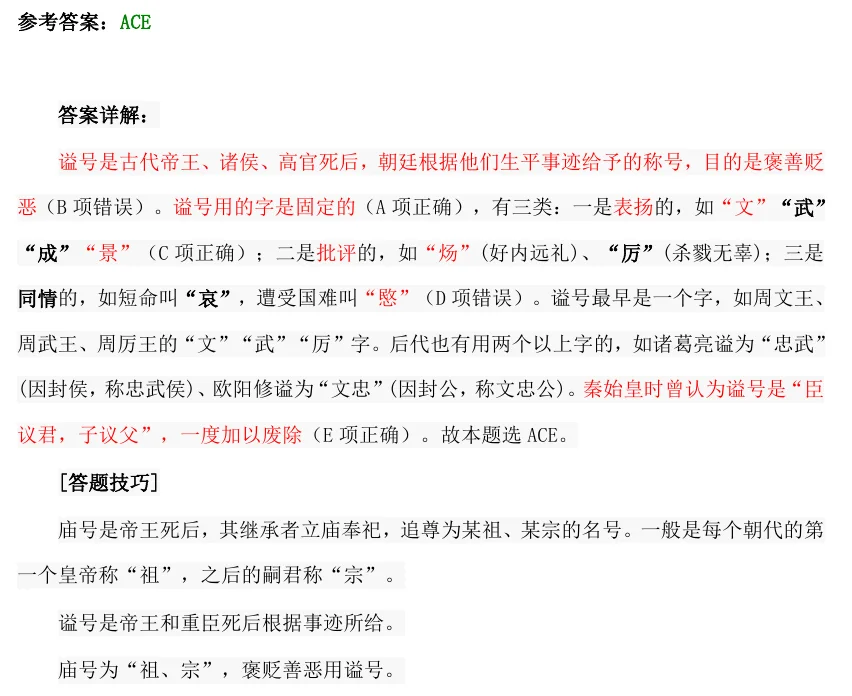 参考答案：ACE
答案详解：
谥号是古代帝王、诸侯、高官死后，朝廷根据他们生平事迹给予的称号，目的是褒善贬
恶（B 项错误）。谥号用的字是固定的（A 项正确），有三类：一是表扬的，如“文”“武”
“成”“景”（C 项正确）；二是批评的，如“炀”(好内远礼)、“厉”(杀戮无辜)；三是
同情的，如短命叫“哀”，遭受国难叫“愍”（D 项错误）。谥号最早是一个字，如周文王、
周武王、周厉王的“文”“武”“厉”字。后代也有用两个以上字的，如诸葛亮谥为“忠武”
(因封侯，称忠武侯)、欧阳修谥为“文忠”(因封公，称文忠公)。秦始皇时曾认为谥号是“臣
议君，子议父”，一度加以废除（E 项正确）。故本题选 ACE。
[答题技巧]
庙号是帝王死后，其继承者立庙奉祀，追尊为某祖、某宗的名号。一般是每个朝代的第
一个皇帝称“祖”，之后的嗣君称“宗”。
谥号是帝王和重臣死后根据事迹所给。
庙号为“祖、宗”，褒贬善恶用谥号。